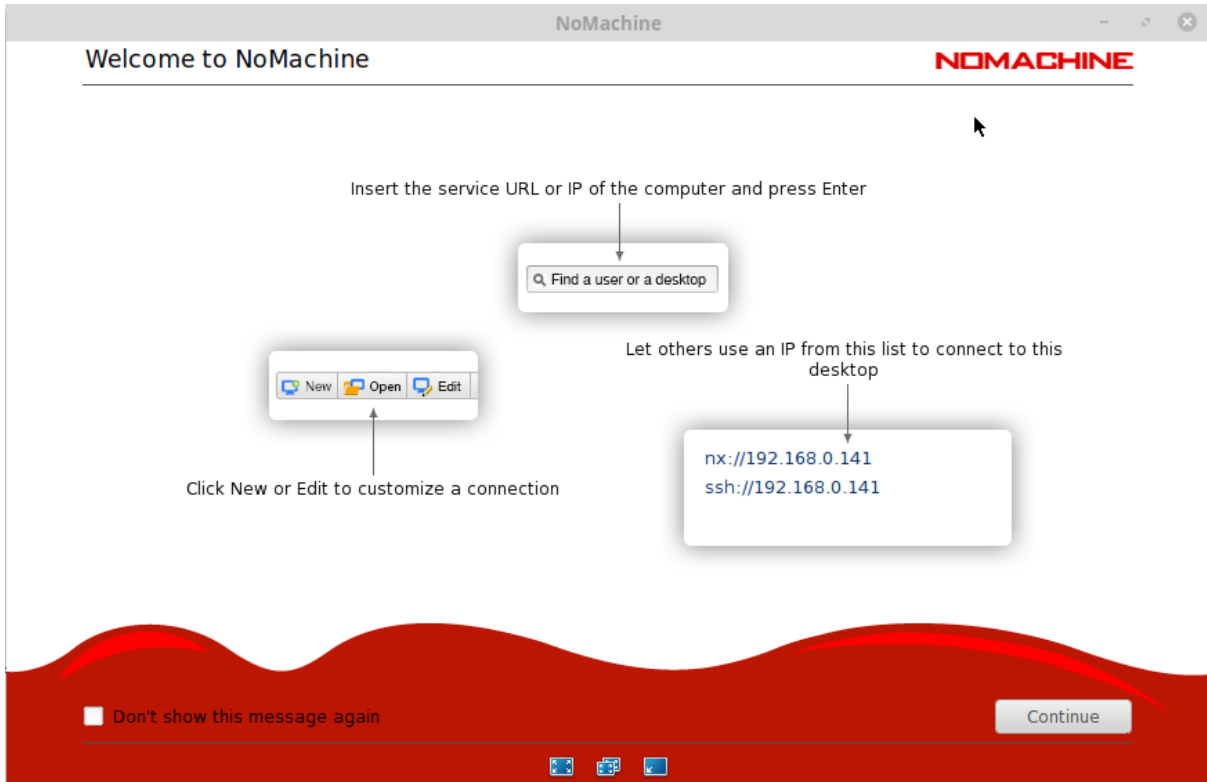 NoMachine
Welcome to NoMachine
NOMACHINE
Insert the service URL or IP of the computer and press Enter
Find a user or a desktop
Let others use an IP from this list to connect to this
desktop
New Open Edit
nx://192.168.0.141
ssh://192.168.0.141
Click New or Edit to customize a connection
Don't show this message again
Continue